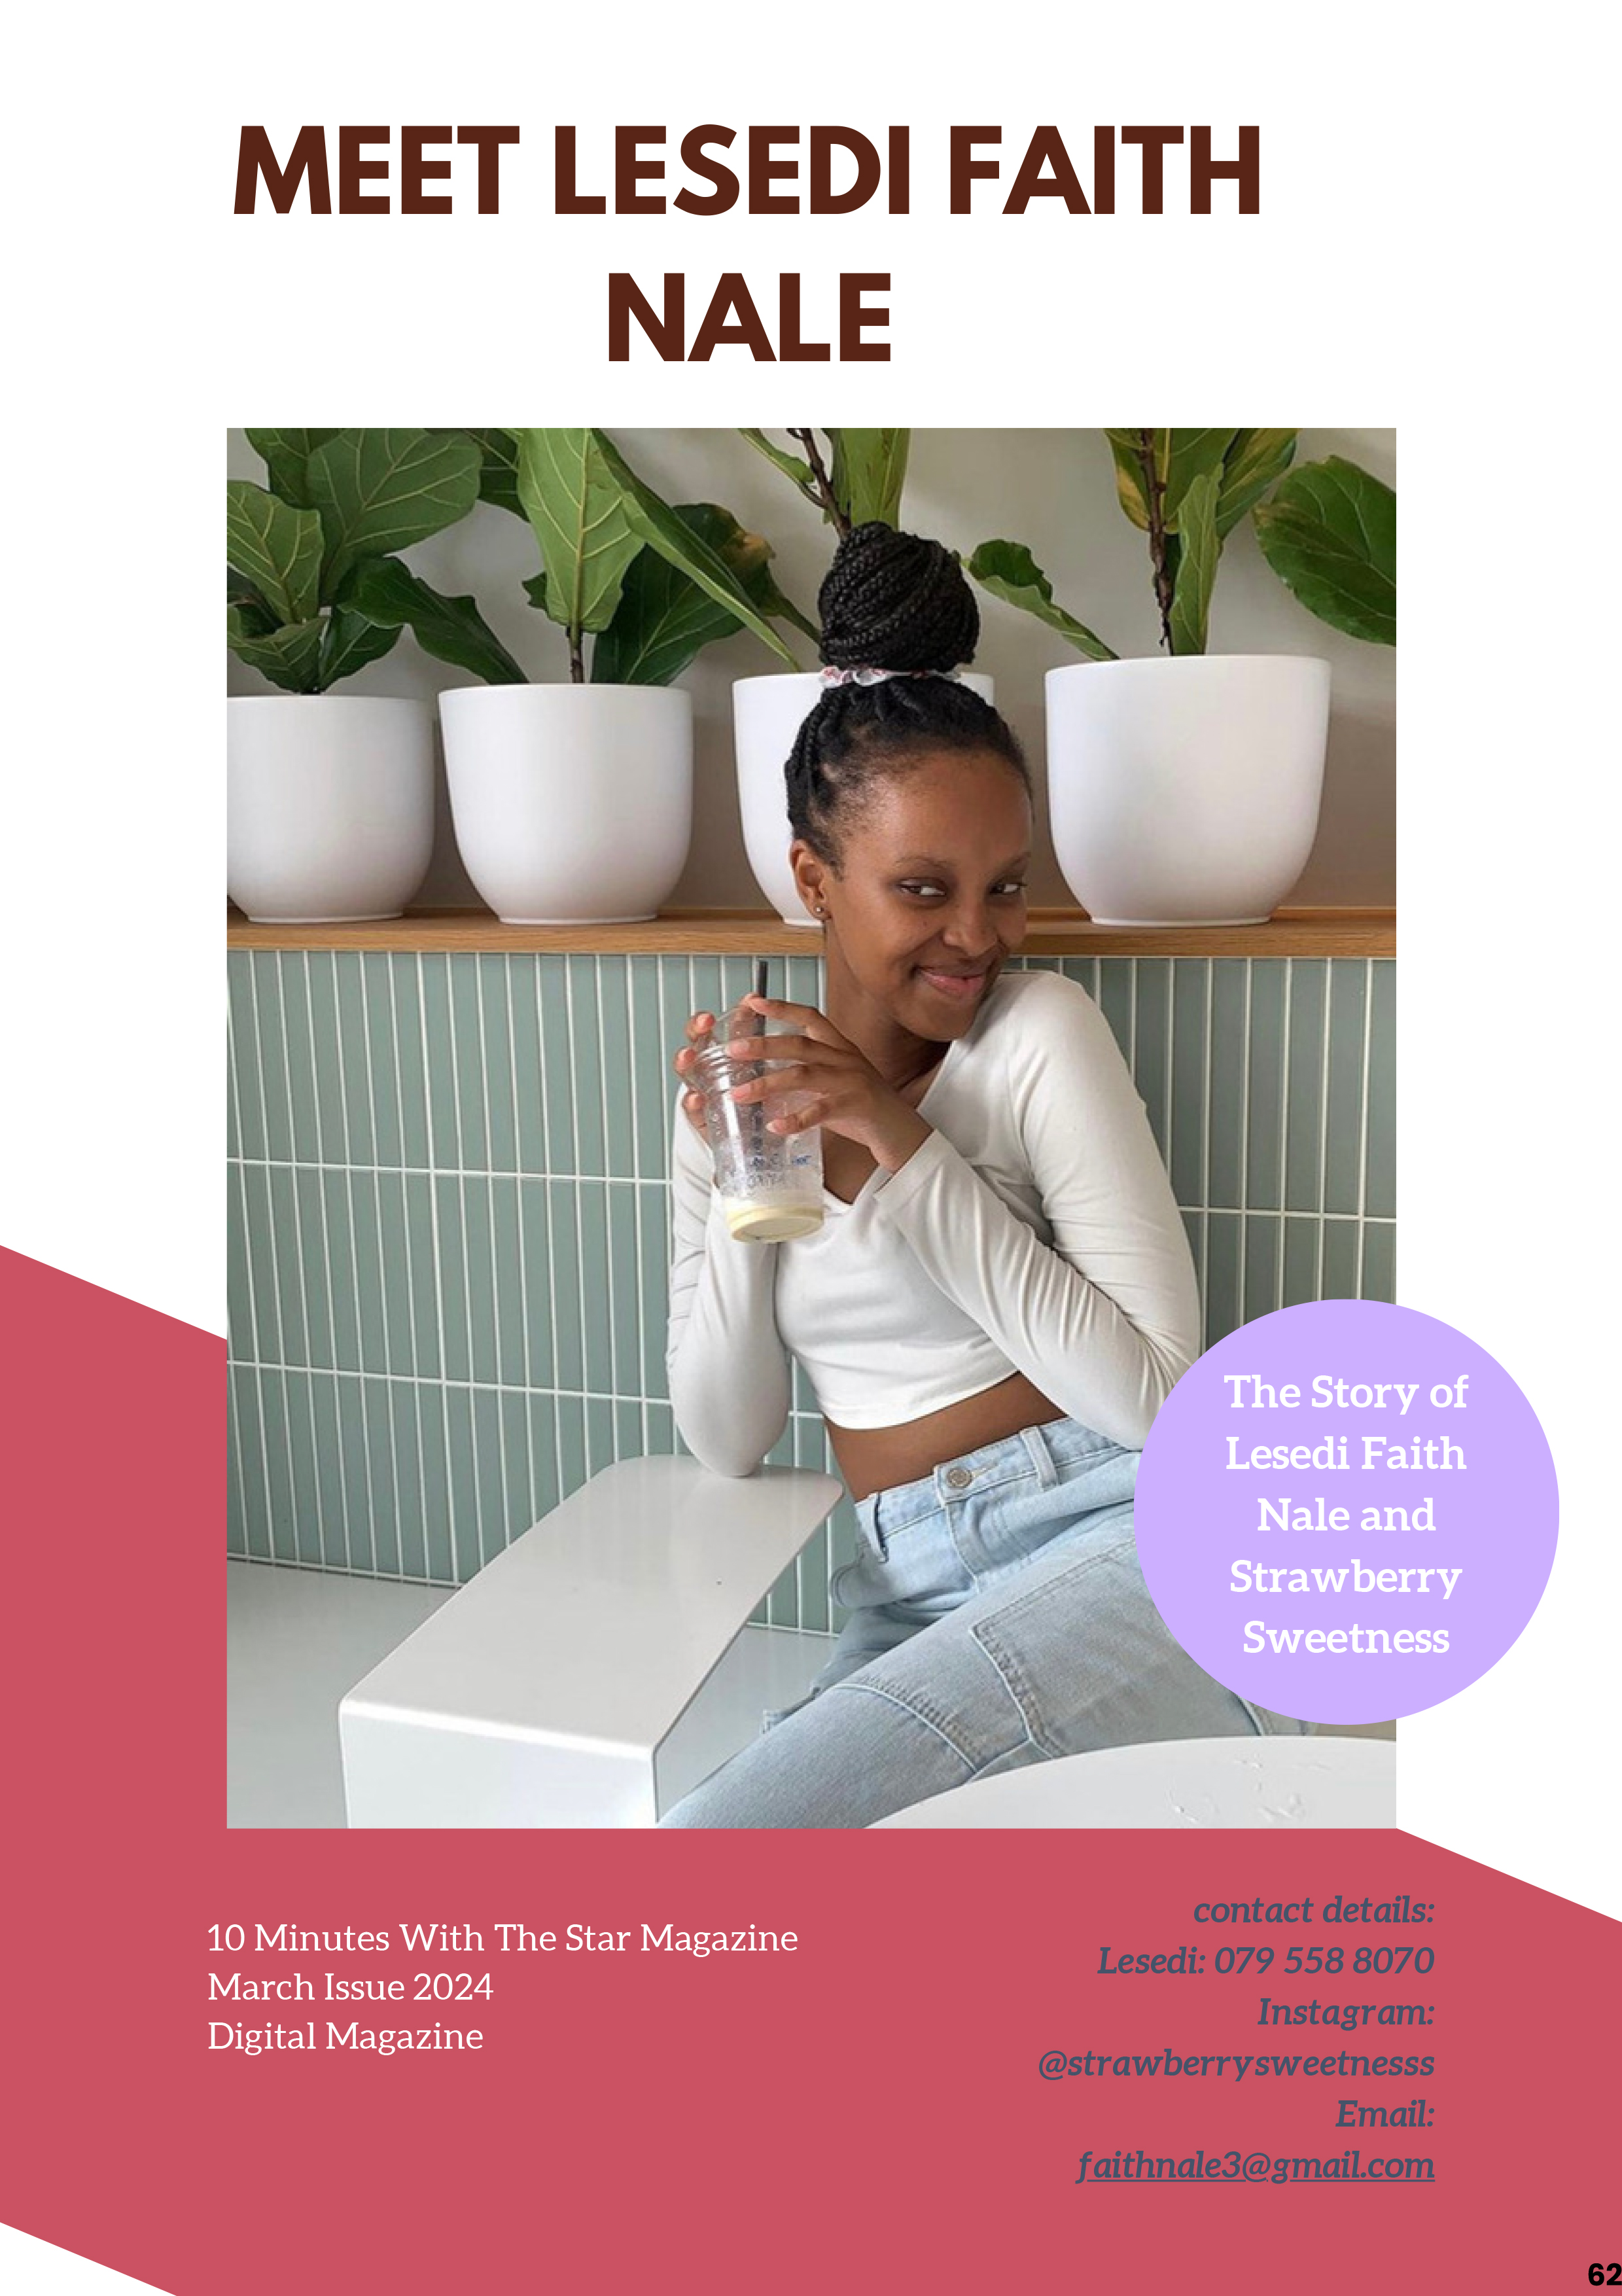 MEET LESEDI FAITH
NALE
The Story of
Lesedi Faith
Nale and
Strawberry
Sweetness
10 Minutes With The Star Magazine
March Issue 2024
Digital Magazine
contact details:
Lesedi: 079 558 8070
Instagram:
@strawberrysweetnesss
Email:
faithnale3@gmail.com
62